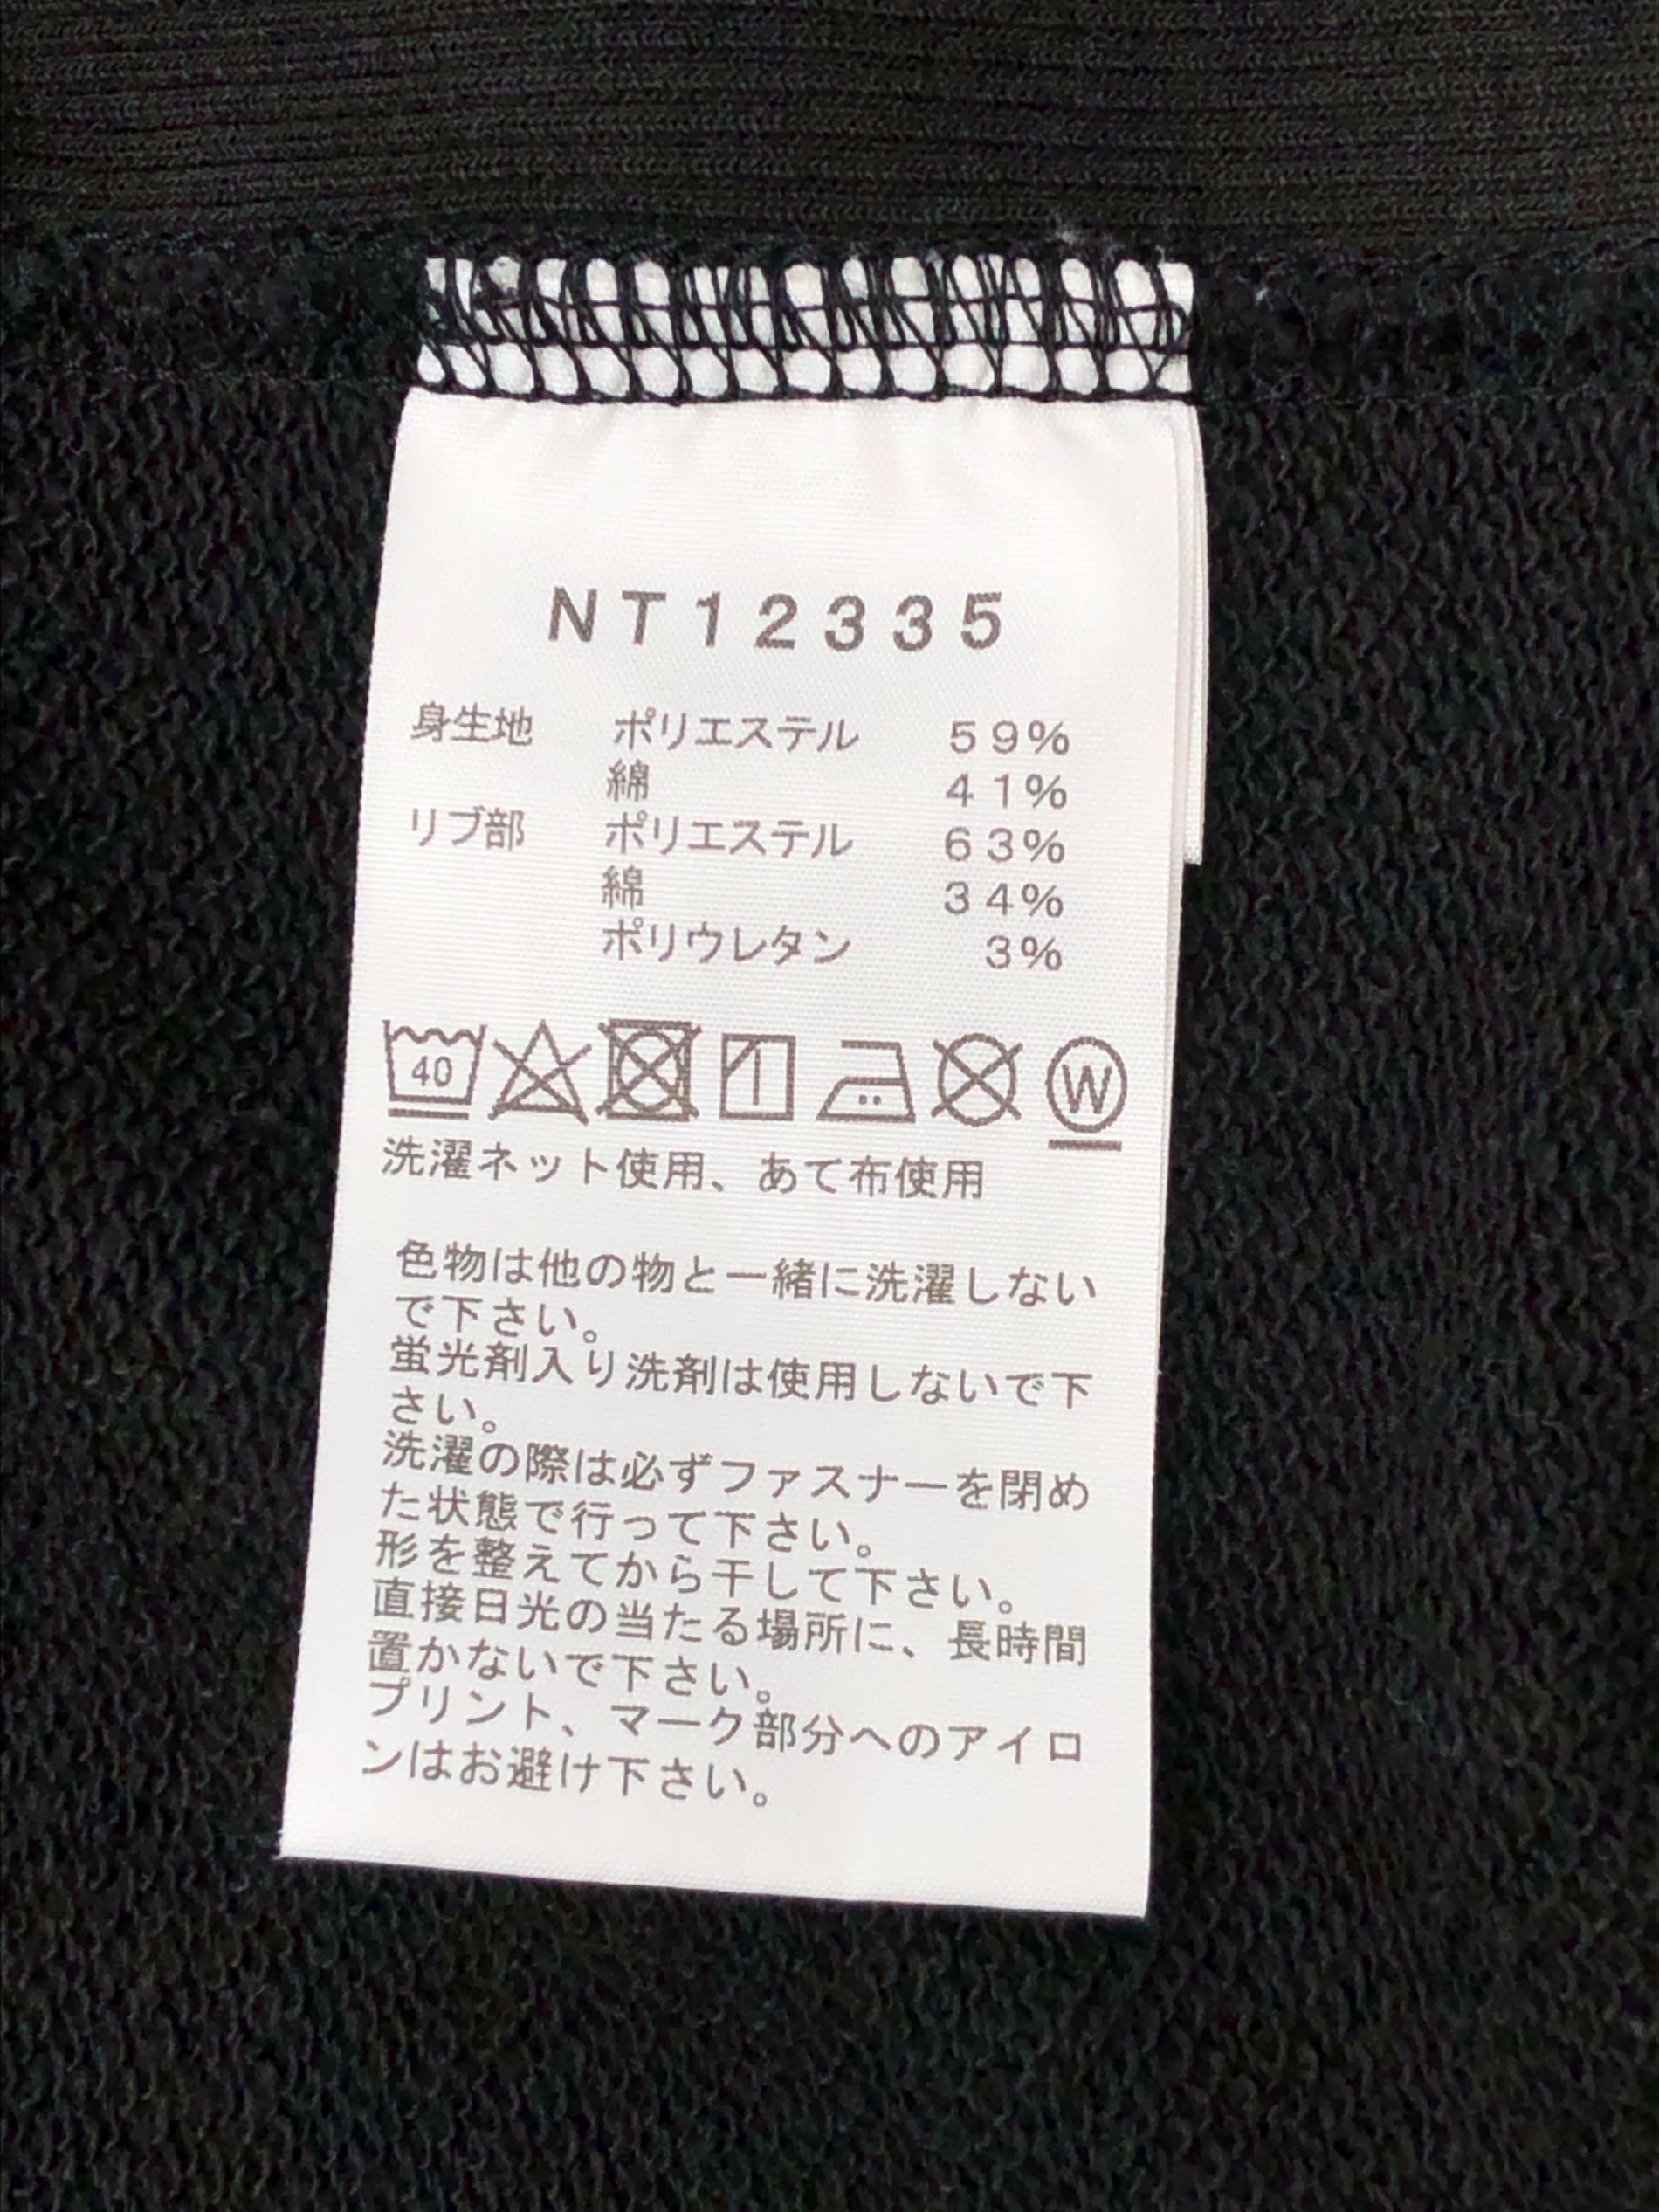 NT12335
身生地 ポリエステル 59%
綿 41%
リブ部 ポリエステル 63%
綿 34%
ポリウレタン 3%
40 W
洗濯ネット使用、あて布使用
色物は他の物と一緒に洗濯しない
で下さい。
蛍光剤入り洗剤は使用しないで下
さい。
洗濯の際は必ずファスナーを閉め
た状態で行って下さい。
形を整えてから干して下さい。
直接日光の当たる場所に、長時間
置かないで下さい。
プリント、マーク部分へのアイロ
ンはお避け下さい。